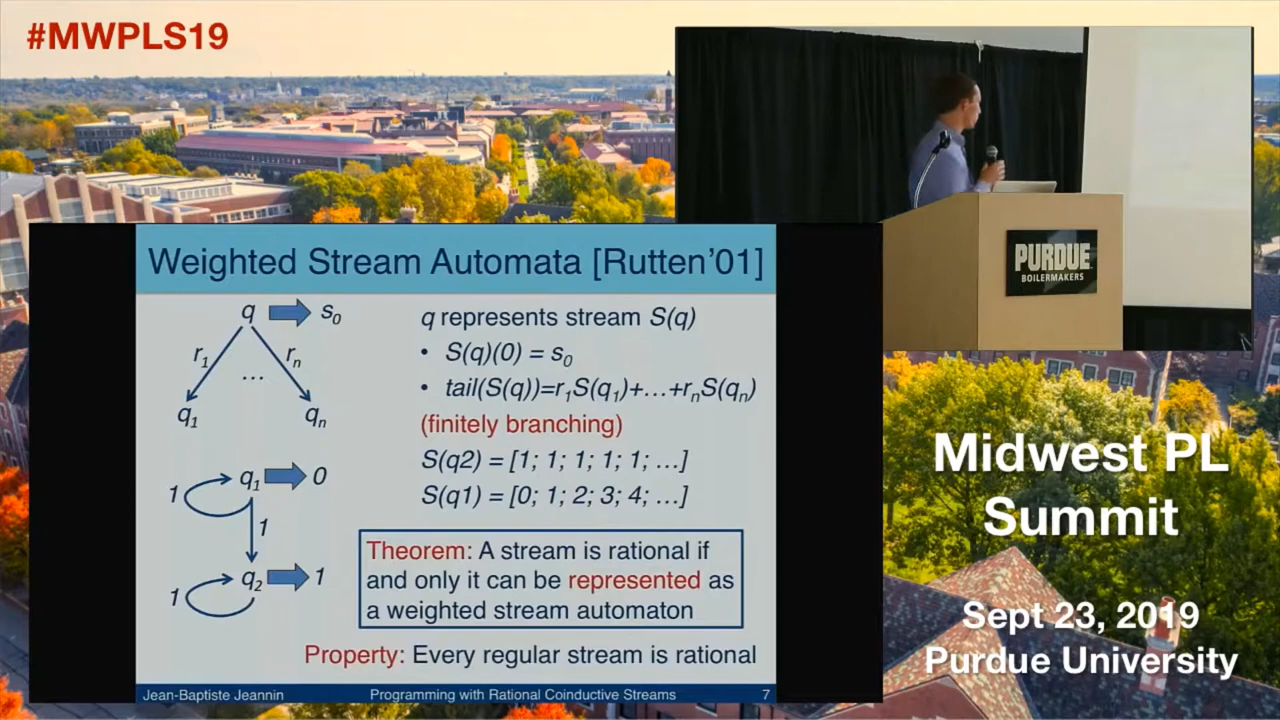 #MWPLS19
PURDUE
BOILERMAKERS
Weighted Stream Automata [Rutten’01]
q s0
r1 rn
…
q1 qn
q represents stream S(q)
• S(q)(0) = s0
• tail(S(q))=r1S(q1)+…+rnS(qn)
(finitely branching)
S(q2) = [1; 1; 1; 1; 1; …]
S(q1) = [0; 1; 2; 3; 4; …]
q1 0
1
1
q2 1
1
Theorem: A stream is rational if
and only it can be represented as
a weighted stream automaton
Property: Every regular stream is rational
Jean-Baptiste Jeannin Programming with Rational Coinductive Streams 7
Midwest PL
Summit
Sept 23, 2019
Purdue University